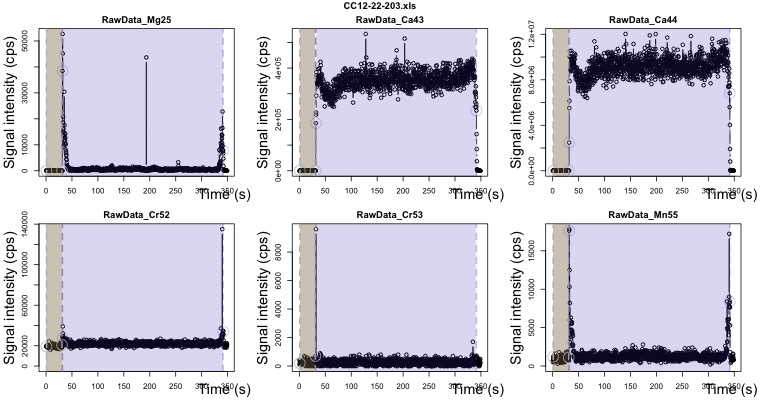 CC12-22-203.xls
RawData_Mg25
Signal intensity (cps)
0 10000 30000 50000
0 50 100 150 200 250 300 350
Time (s)
RawData_Ca43
Signal intensity (cps)
0e+00 2e+05 4e+05
0 50 100 150 200 250 300 350
Time (s)
RawData_Ca44
Signal intensity (cps)
0.0e+00 4.0e+06 8.0e+06 1.2e+07
0 50 100 150 200 250 300 350
Time (s)
RawData_Cr52
Signal intensity (cps)
0 20000 60000 100000 140000
0 50 100 150 200 250 300 350
Time (s)
RawData_Cr53
Signal intensity (cps)
0 2000 4000 6000 8000
0 50 100 150 200 250 300 350
Time (s)
RawData_Mn55
Signal intensity (cps)
0 5000 10000 15000
0 50 100 150 200 250 300 350
Time (s)